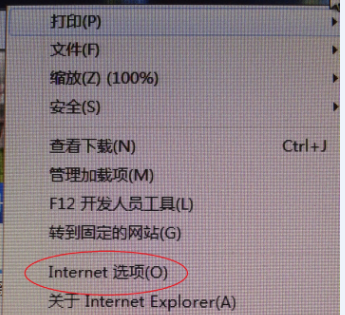 打印(P)
文件(F)
缩放(Z) (100%)
安全(S)
查看下载(N) Ctrl+J
管理加载项(M)
F12 开发人员工具(L)
转到固定的网站(G)
Internet 选项(O)
关于 Internet Explorer(A)